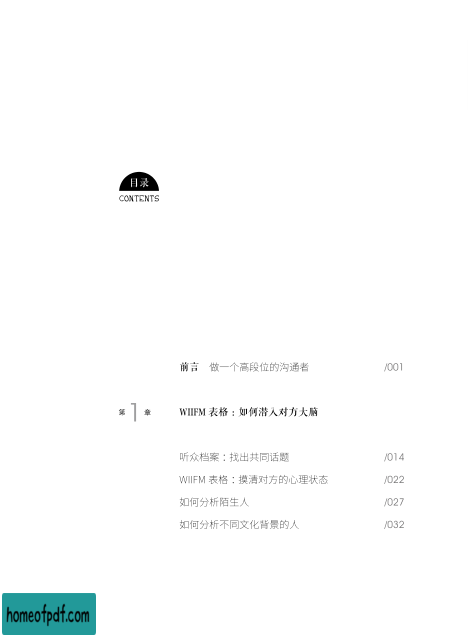 目录
CONTENTS
前言 做一个高段位的沟通者 /001
第 1 章 WIIFM 表格：如何潜入对方大脑
听众档案：找出共同话题 /014
WIIFM 表格：摸清对方的心理状态 /022
如何分析陌生人 /027
如何分析不同文化背景的人 /032
homeofpdf.com